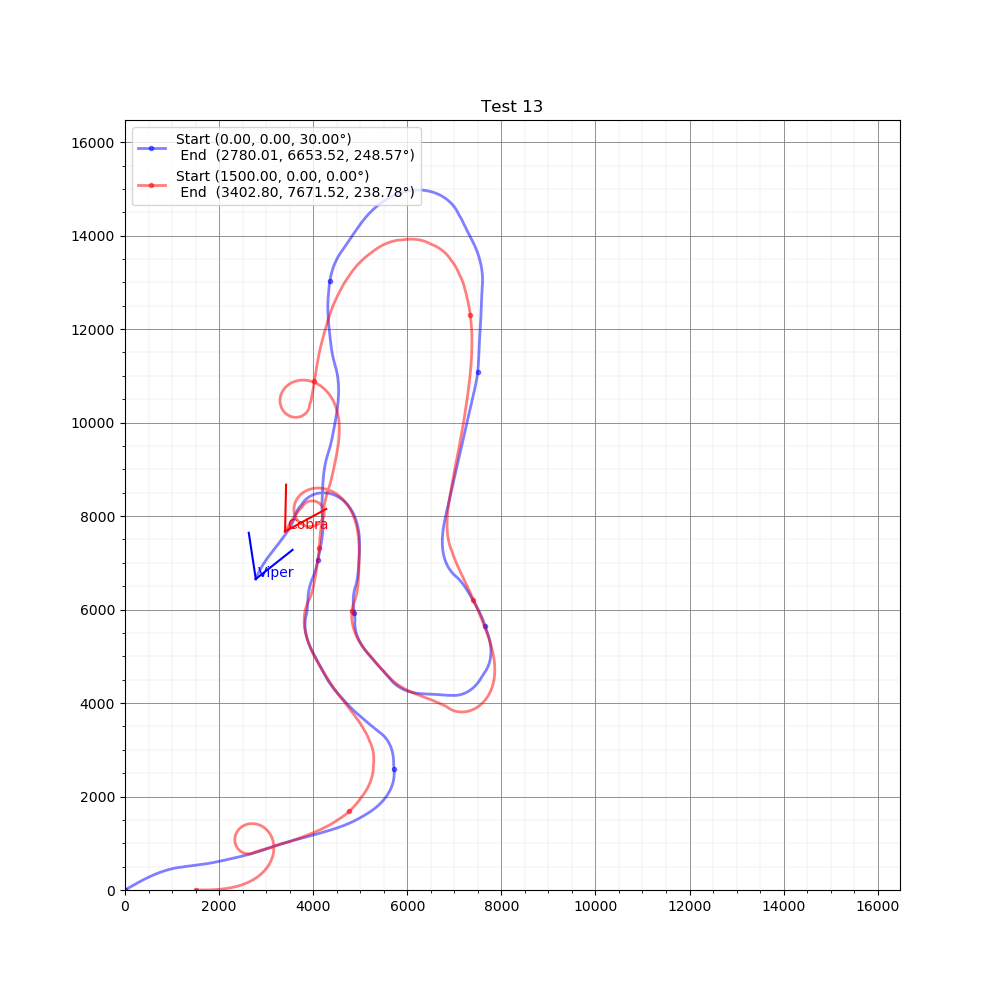 Test 13
Start (0.00, 0.00, 30.00°)
End (2780.01, 6653.52, 248.57°)
Start (1500.00, 0.00, 0.00°)
End (3402.80, 7671.52, 238.78°)
16000
14000
12000
10000
8000
6000
4000
2000
0
Cobra
Viper
0 2000 4000 6000 8000 10000 12000 14000 16000